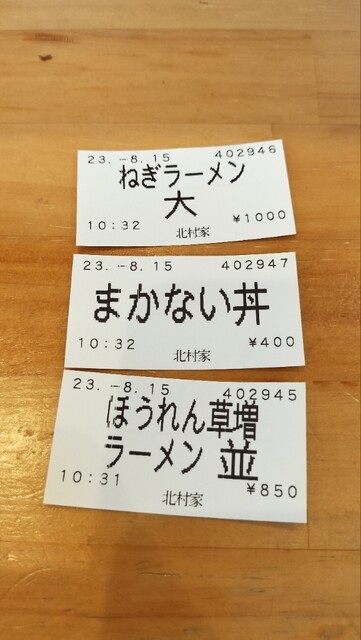 23.-8.15 402946
ねぎラーメン
大
10:32 ¥1000
北村家
23.-8.15 402947
まかない丼
10:32 ¥400
北村家
23.-8.15 402945
ほうれん草増
ラーメン 並
10:31 ¥850
北村家